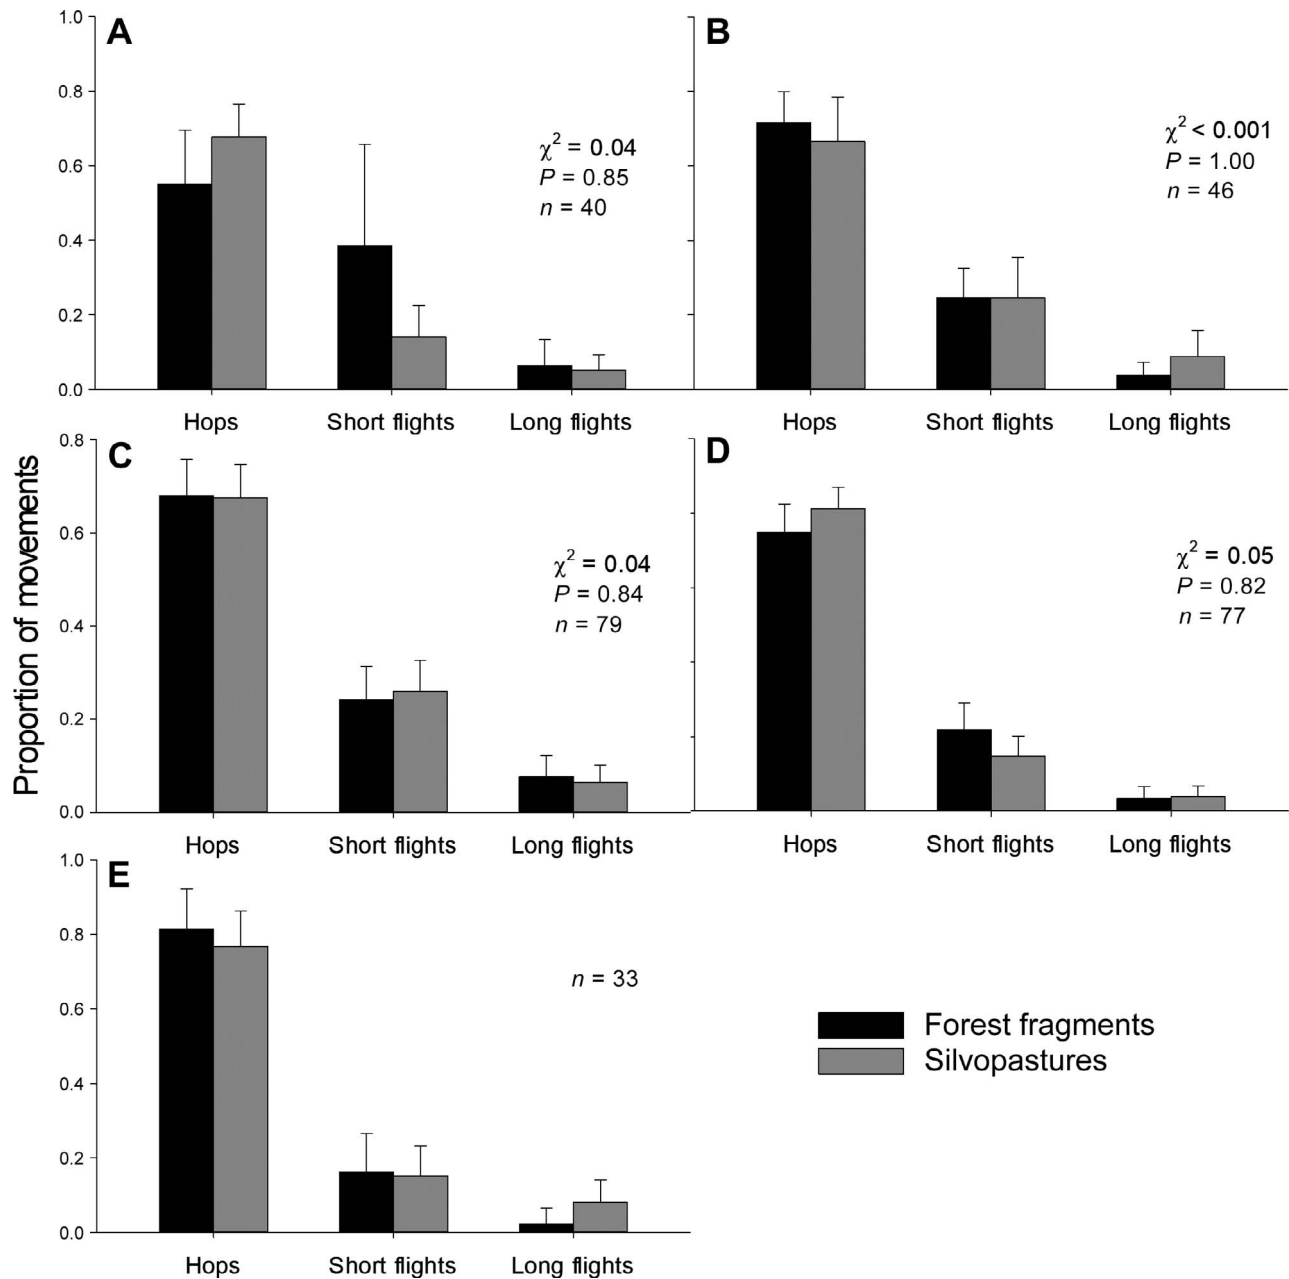 Proportion of movements
A
1.0
0.8
0.6
0.4
0.2
0.0
χ² = 0.04
P = 0.85
n = 40
Hops Short flights Long flights
B
χ² < 0.001
P = 1.00
n = 46
Hops Short flights Long flights
C
0.8
0.6
0.4
0.2
0.0
χ² = 0.04
P = 0.84
n = 79
Hops Short flights Long flights
D
χ² = 0.05
P = 0.82
n = 77
Hops Short flights Long flights
E
1.0
0.8
0.6
0.4
0.2
0.0
n = 33
Hops Short flights Long flights
Forest fragments
Silvopastures